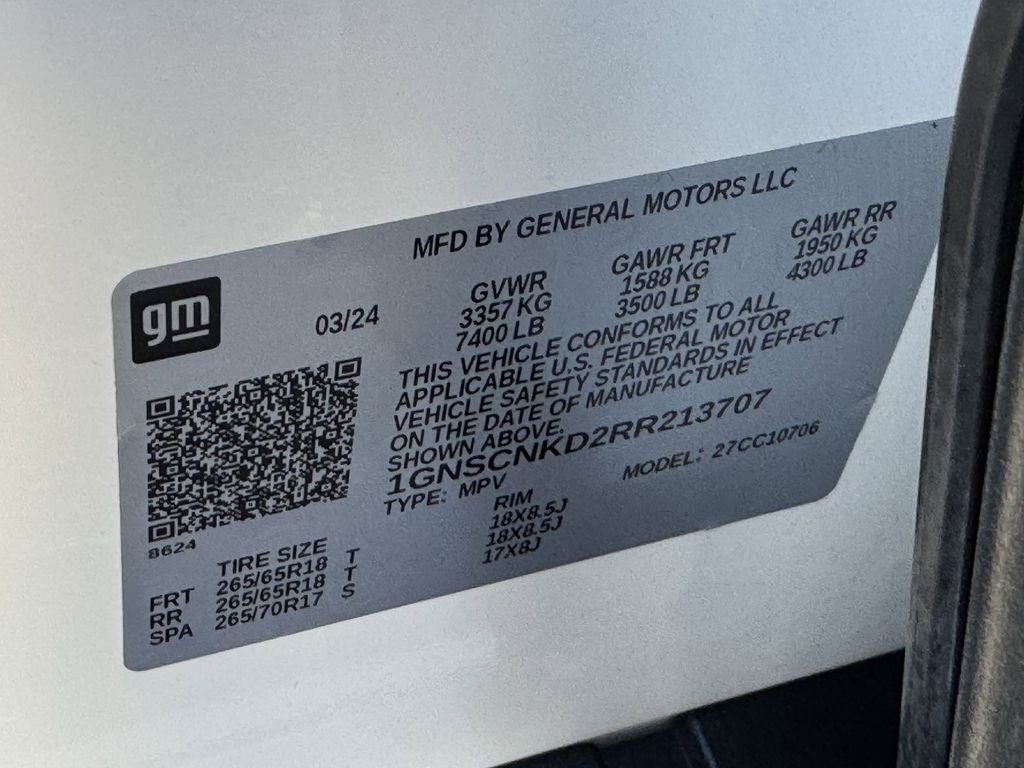 MFD BY GENERAL MOTORS LLC
gm
03/24
GVWR GAWR FRT GAWR RR
3357 KG 1588 KG 1950 KG
7400 LB 3500 LB 4300 LB
THIS VEHICLE CONFORMS TO ALL
APPLICABLE U.S. FEDERAL MOTOR
VEHICLE SAFETY STANDARDS IN EFFECT
ON THE DATE OF MANUFACTURE
SHOWN ABOVE.
1GNSCNKD2RR213707
TYPE: MPV MODEL: 27CC10706
8624
TIRE SIZE RIM
FRT 265/65R18 T 18X8.5J
RR 265/65R18 T 18X8.5J
SPA 265/70R17 S 17X8J